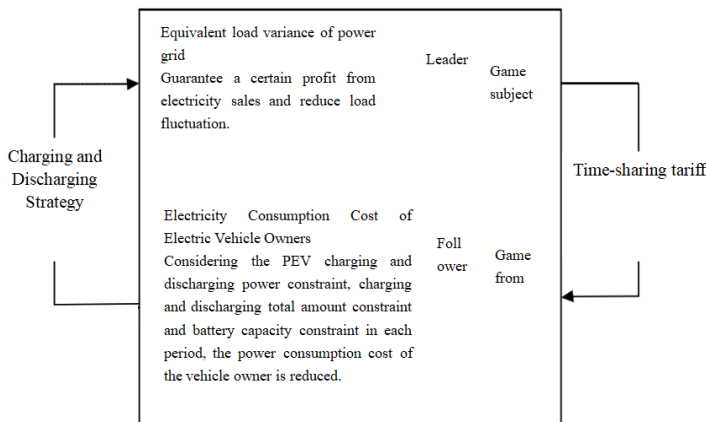 Equivalent load variance of power
grid
Guarantee a certain profit from
electricity sales and reduce load
fluctuation.
Leader
Game
subject
Charging and
Discharging
Strategy
Time-sharing tariff
Electricity Consumption Cost of
Electric Vehicle Owners
Considering the PEV charging and
discharging power constraint, charging
and discharging total amount constraint
and battery capacity constraint in each
period, the power consumption cost of
the vehicle owner is reduced.
Foll
ower
Game
from